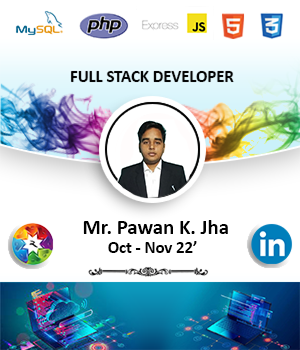 MySQL
php
Express
JS
5
3
FULL STACK DEVELOPER
Mr. Pawan K. Jha
Oct - Nov 22’
in